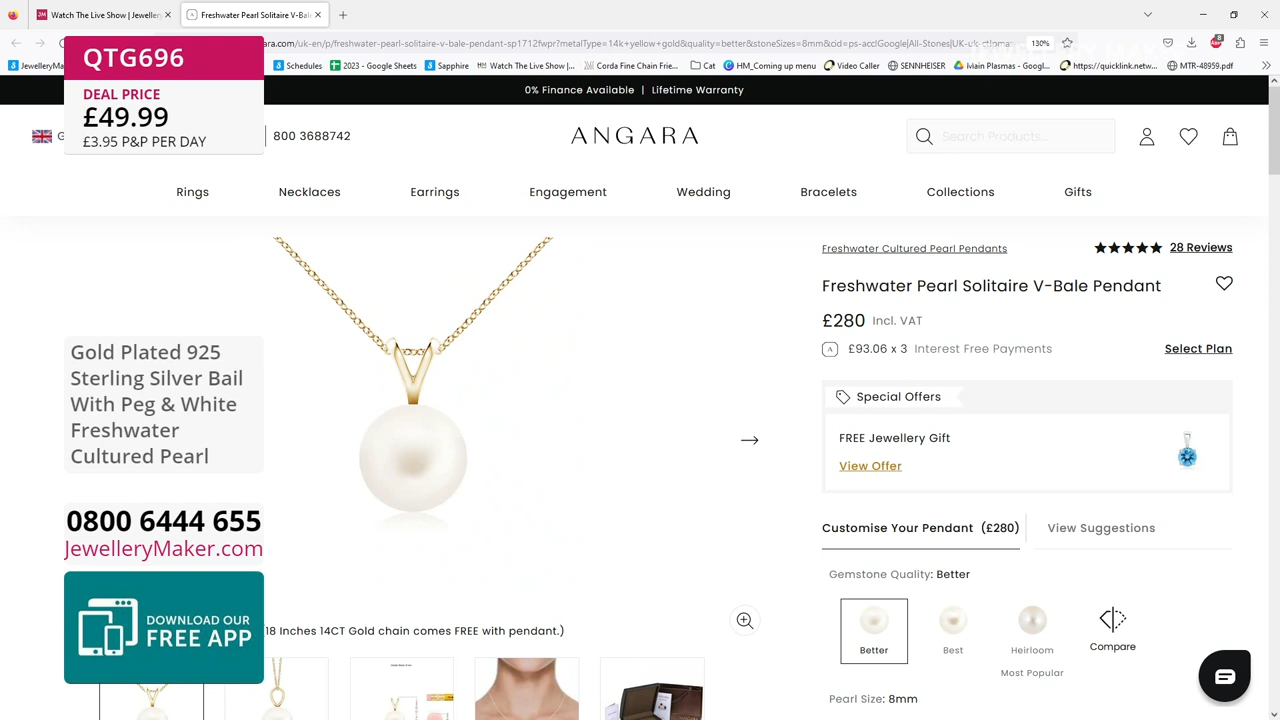 Watch The Live Show | Jewellery
Freshwater Pearl Solitaire V-Bale
130%
Schedules
2023 - Google Sheets
Sapphire
Watch The Live Show |...
Corda Fine Chain Frie...
Cat
HM_Coming up menu
Video Caller
SENNHEISER
https://quicklink.netw...
MTR-48959.pdf
QTG696
DEAL PRICE
£49.99
£3.95 P&P PER DAY
0% Finance Available | Lifetime Warranty
800 3688742
ANGARA
Search Products...
Rings
Necklaces
Earrings
Engagement
Wedding
Bracelets
Collections
Gifts
Freshwater Cultured Pearl Pendants
28 Reviews
Freshwater Pearl Solitaire V-Bale Pendant
£280 Incl. VAT
A £93.06 x 3 Interest Free Payments
Select Plan
Special Offers
FREE Jewellery Gift
View Offer
Gold Plated 925
Sterling Silver Bail
With Peg & White
Freshwater
Cultured Pearl
0800 6444 655
JewelleryMaker.com
DOWNLOAD OUR
FREE APP
Customise Your Pendant (£280)
View Suggestions
Gemstone Quality: Better
Better
Best
Heirloom
Most Popular
Compare
18 Inches 14CT Gold chain comes FREE with pendant.)
Pearl Size: 8mm